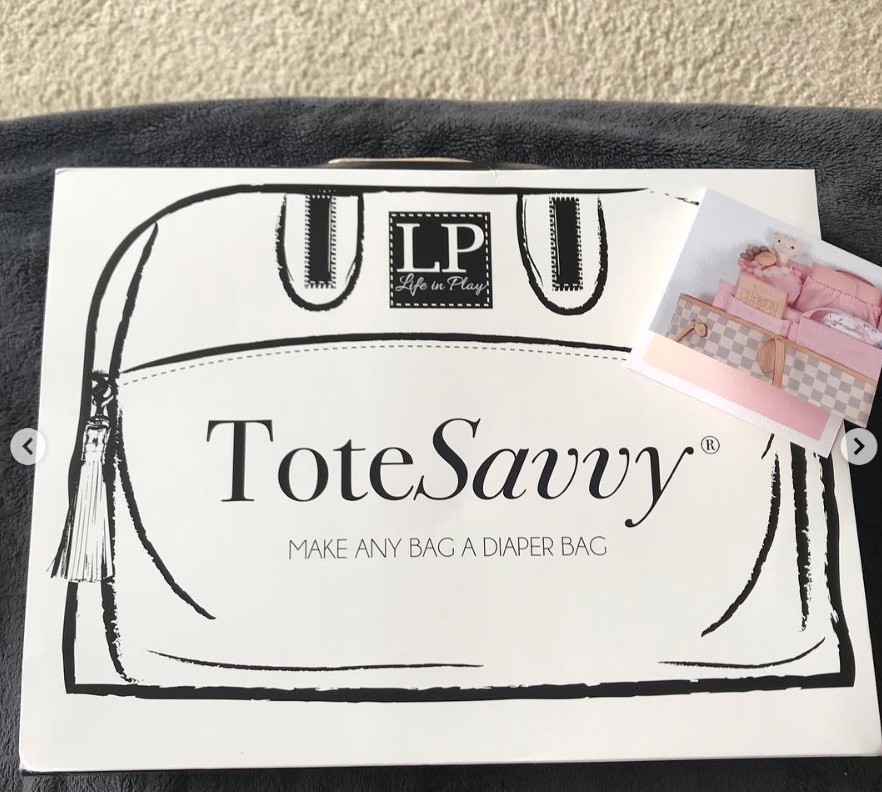 LP
Life in Play
ToteSavvy®
MAKE ANY BAG A DIAPER BAG